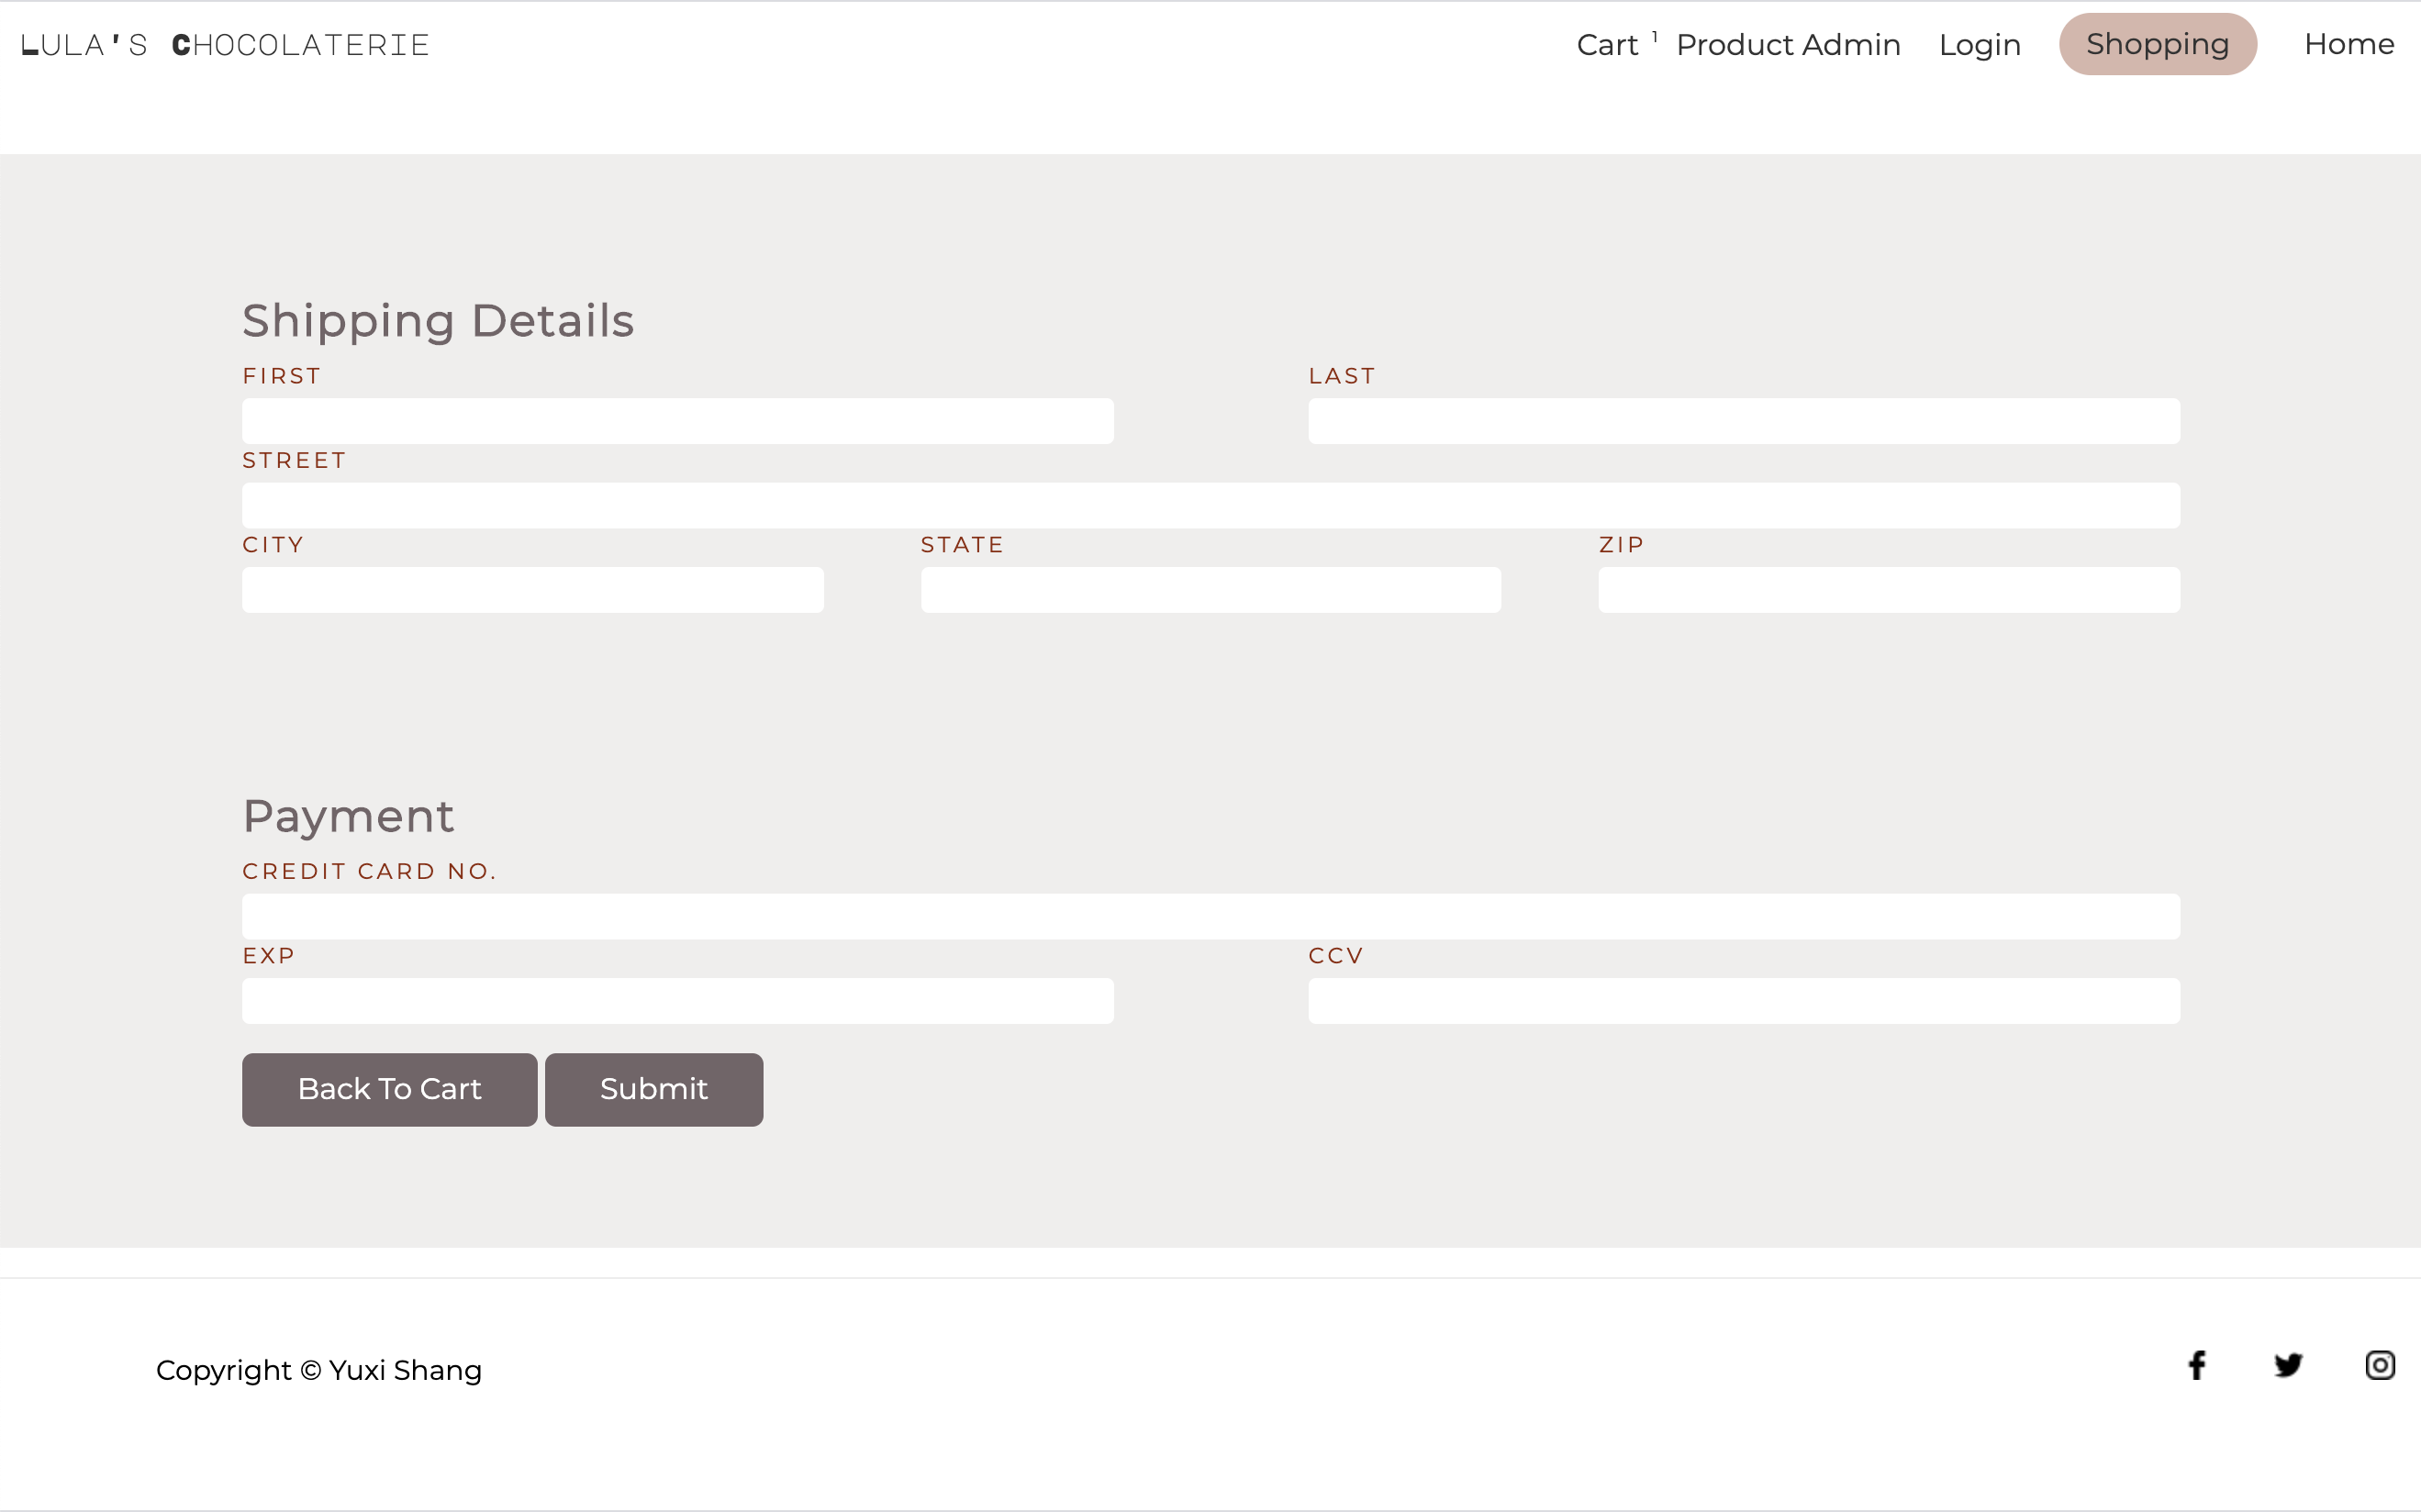 LULA'S CHOCOLATERIE
Cart 1 Product Admin Login Shopping Home
Shipping Details
FIRST LAST
STREET
CITY STATE ZIP
Payment
CREDIT CARD NO.
EXP CCV
Back To Cart Submit
Copyright © Yuxi Shang